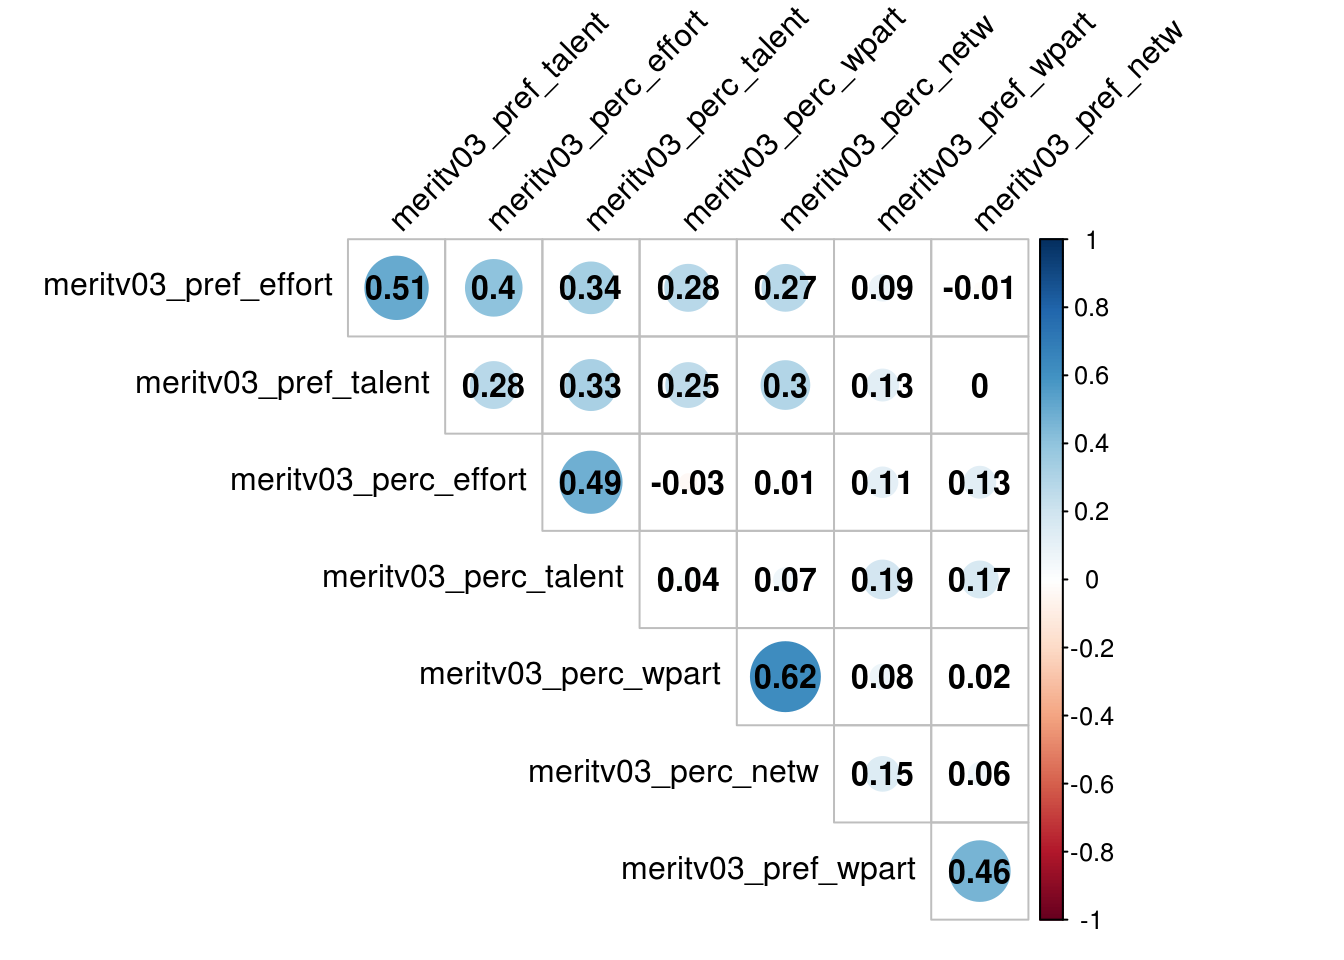 meritv03_pref_talent
meritv03_perc_effort
meritv03_perc_talent
meritv03_perc_wpart
meritv03_perc_netw
meritv03_pref_wpart
meritv03_pref_netw
meritv03_pref_effort 0.51 0.4 0.34 0.28 0.27 0.09 -0.01
meritv03_pref_talent 0.28 0.33 0.25 0.3 0.13 0
meritv03_perc_effort 0.49 -0.03 0.01 0.11 0.13
meritv03_perc_talent 0.04 0.07 0.19 0.17
meritv03_perc_wpart 0.62 0.08 0.02
meritv03_perc_netw 0.15 0.06
meritv03_pref_wpart 0.46
1
0.8
0.6
0.4
0.2
0
-0.2
-0.4
-0.6
-0.8
-1